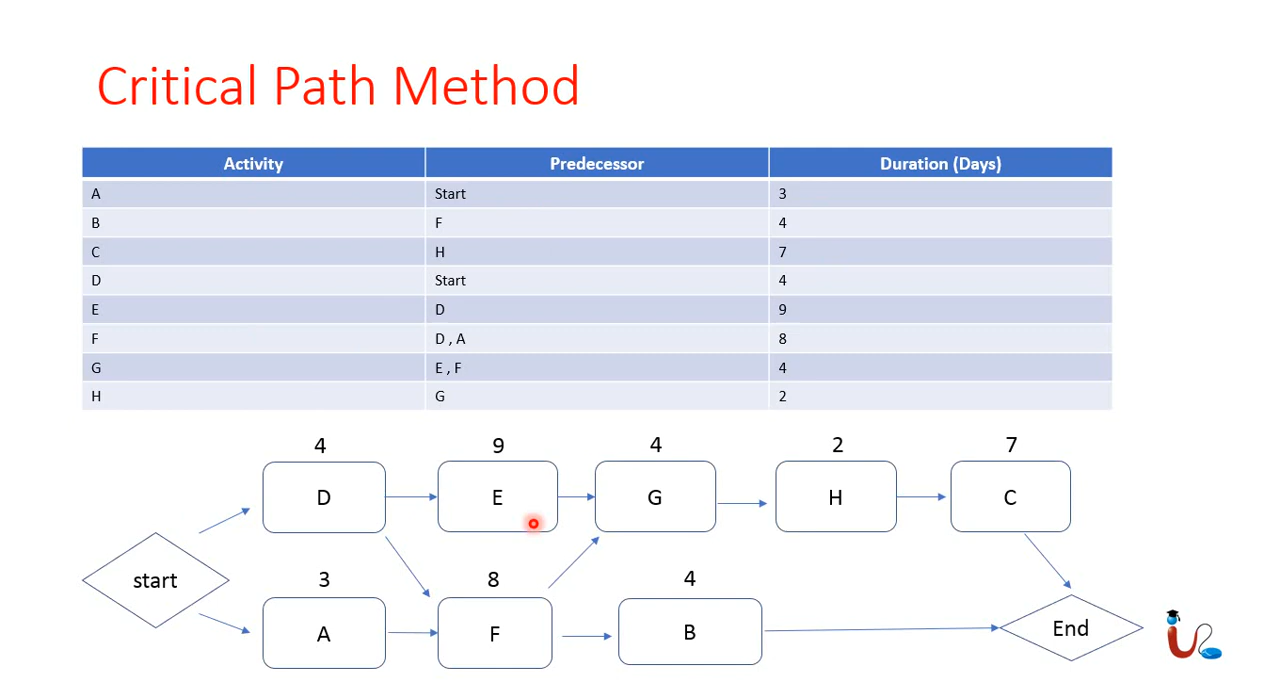 Critical Path Method
Activity Predecessor Duration (Days)
A Start 3
B F 4
C H 7
D Start 4
E D 9
F D , A 8
G E , F 4
H G 2
4 9 4 2 7
D E G H C
start
3 8 4
A F B End